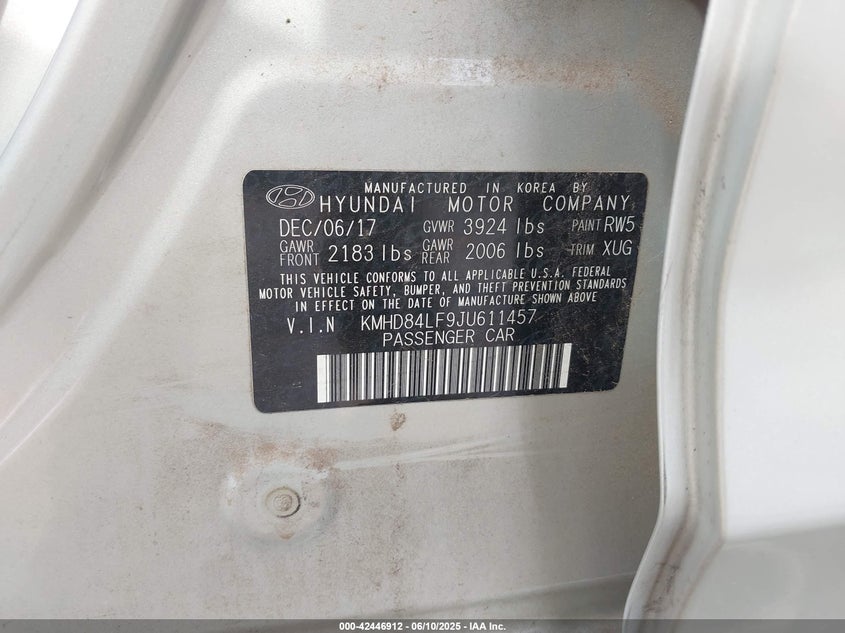 MANUFACTURED IN KOREA BY
HYUNDAI MOTOR COMPANY
DEC/06/17 GVWR 3924 lbs PAINT RW5
GAWR FRONT 2183 lbs GAWR REAR 2006 lbs TRIM XUG
THIS VEHICLE CONFORMS TO ALL APPLICABLE U.S.A. FEDERAL
MOTOR VEHICLE SAFETY, BUMPER, AND THEFT PREVENTION STANDARDS
IN EFFECT ON THE DATE OF MANUFACTURE SHOWN ABOVE
V.I.N KMHD84LF9JU611457
PASSENGER CAR
000-42446912 - 06/10/2025 - IAA Inc.